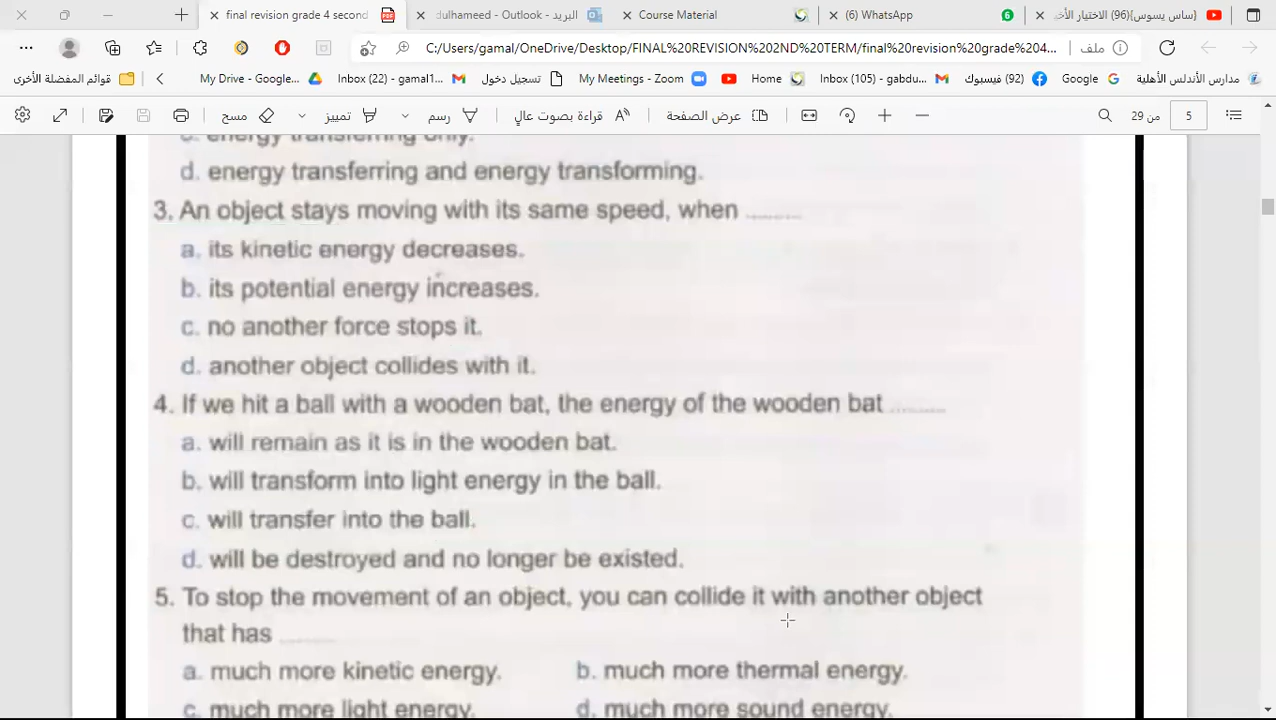 final revision grade 4 second
dulhameed - Outlook - البريد
Course Material
(6) WhatsApp
6
(ساس يسوس){96} الاختيار الأخـ
C:/Users/gamal/OneDrive/Desktop/FINAL%20REVISION%202ND%20TERM/final%20revision%20grade%204...
ملف
قوائم المفضلة الأخرى
My Drive - Google...
Inbox (22) - gamal1...
تسجيل دخول
My Meetings - Zoom
Home
Inbox (105) - gabdu...
(92) فيسبوك
Google
مدارس الأندلس الأهلية
مسح
تمييز
رسم
قراءة بصوت عالٍ
عرض الصفحة
من 29
5
c. energy transferring only.
d. energy transferring and energy transforming.
3. An object stays moving with its same speed, when ........
a. its kinetic energy decreases.
b. its potential energy increases.
c. no another force stops it.
d. another object collides with it.
4. If we hit a ball with a wooden bat, the energy of the wooden bat ........
a. will remain as it is in the wooden bat.
b. will transform into light energy in the ball.
c. will transfer into the ball.
d. will be destroyed and no longer be existed.
5. To stop the movement of an object, you can collide it with another object
that has ........
a. much more kinetic energy.
b. much more thermal energy.
c. much more light energy.
d. much more sound energy.